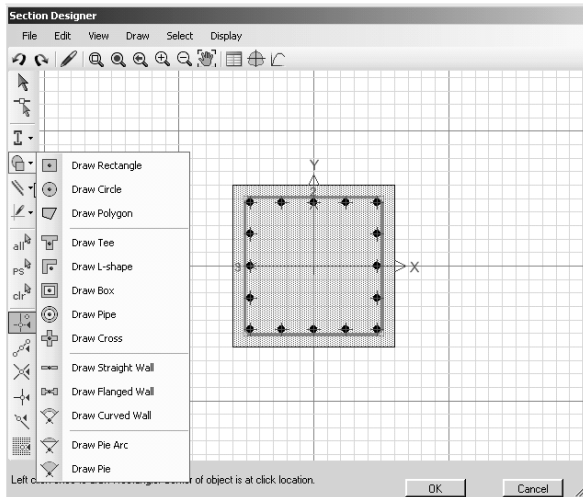 Section Designer
File Edit View Draw Select Display
Draw Rectangle
Draw Circle
Draw Polygon
Draw Tee
Draw L-shape
Draw Box
Draw Pipe
Draw Cross
Draw Straight Wall
Draw Flanged Wall
Draw Curved Wall
Draw Pie Arc
Draw Pie
all
PS
clr
Y
2
3
X
Left of object is at click location.
OK Cancel